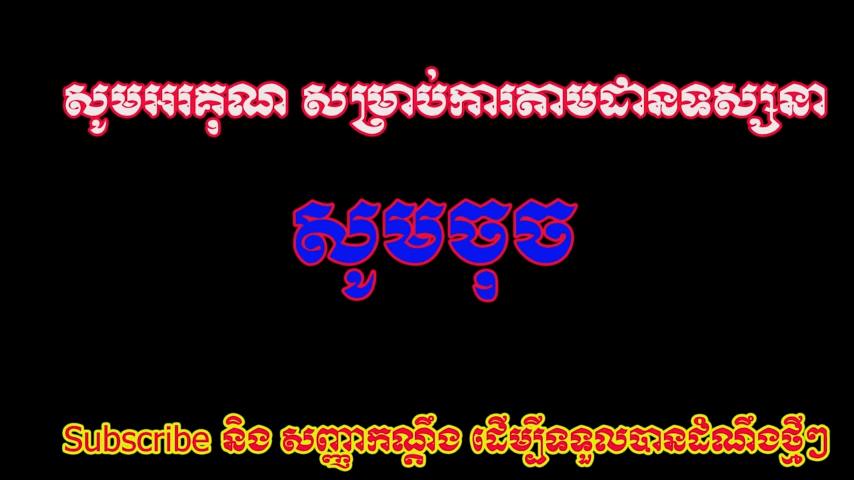 សូមអរគុណ សម្រាប់ការតាមដានទស្សនា
សូមចុច
Subscribe និង សញ្ញាកណ្ដឹង ដើម្បីទទួលបានដំណឹងថ្មីៗ